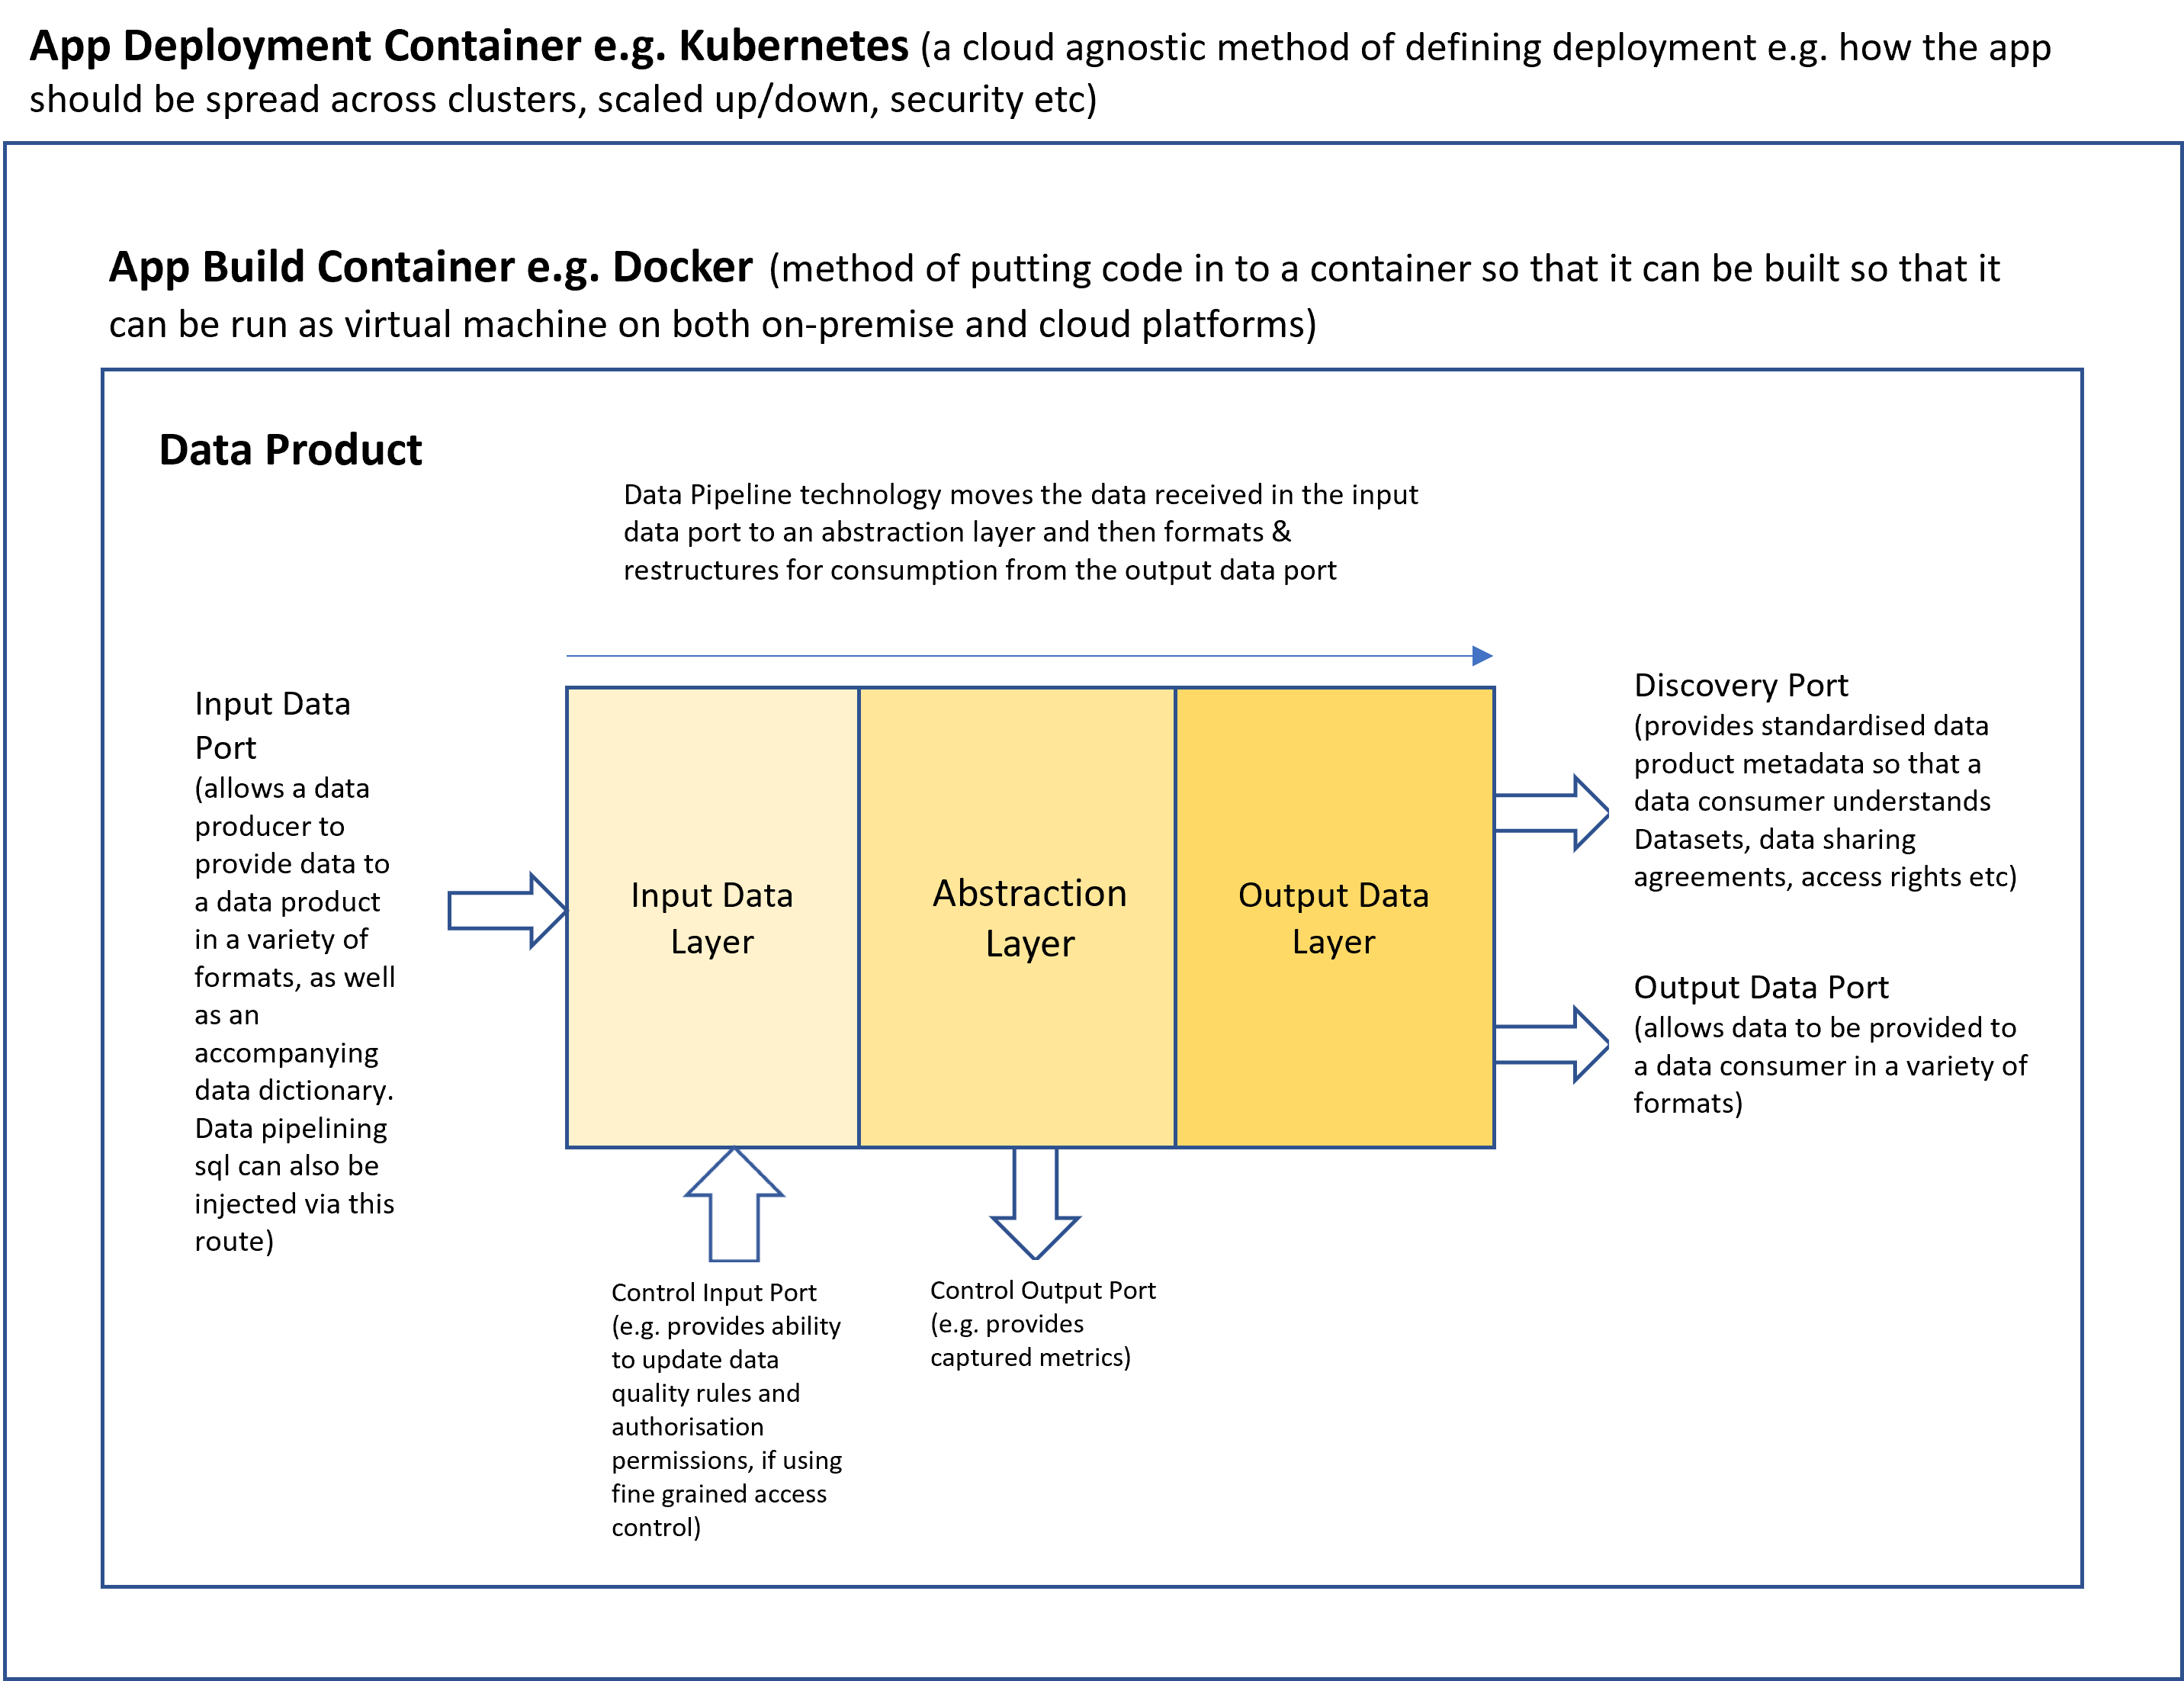 App Deployment Container e.g. Kubernetes (a cloud agnostic method of defining deployment e.g. how the app
should be spread across clusters, scaled up/down, security etc)
App Build Container e.g. Docker (method of putting code in to a container so that it can be built so that it
can be run as virtual machine on both on-premise and cloud platforms)
Data Product
Data Pipeline technology moves the data received in the input
data port to an abstraction layer and then formats &
restructures for consumption from the output data port
Input Data
Port
(allows a data
producer to
provide data to
a data product
in a variety of
formats, as well
as an
accompanying
data dictionary.
Data pipelining
sql can also be
injected via this
route)
Input Data
Layer
Abstraction
Layer
Output Data
Layer
Discovery Port
(provides standardised data
product metadata so that a
data consumer understands
Datasets, data sharing
agreements, access rights etc)
Output Data Port
(allows data to be provided to
a data consumer in a variety of
formats)
Control Input Port
(e.g. provides ability
to update data
quality rules and
authorisation
permissions, if using
fine grained access
control)
Control Output Port
(e.g. provides
captured metrics)